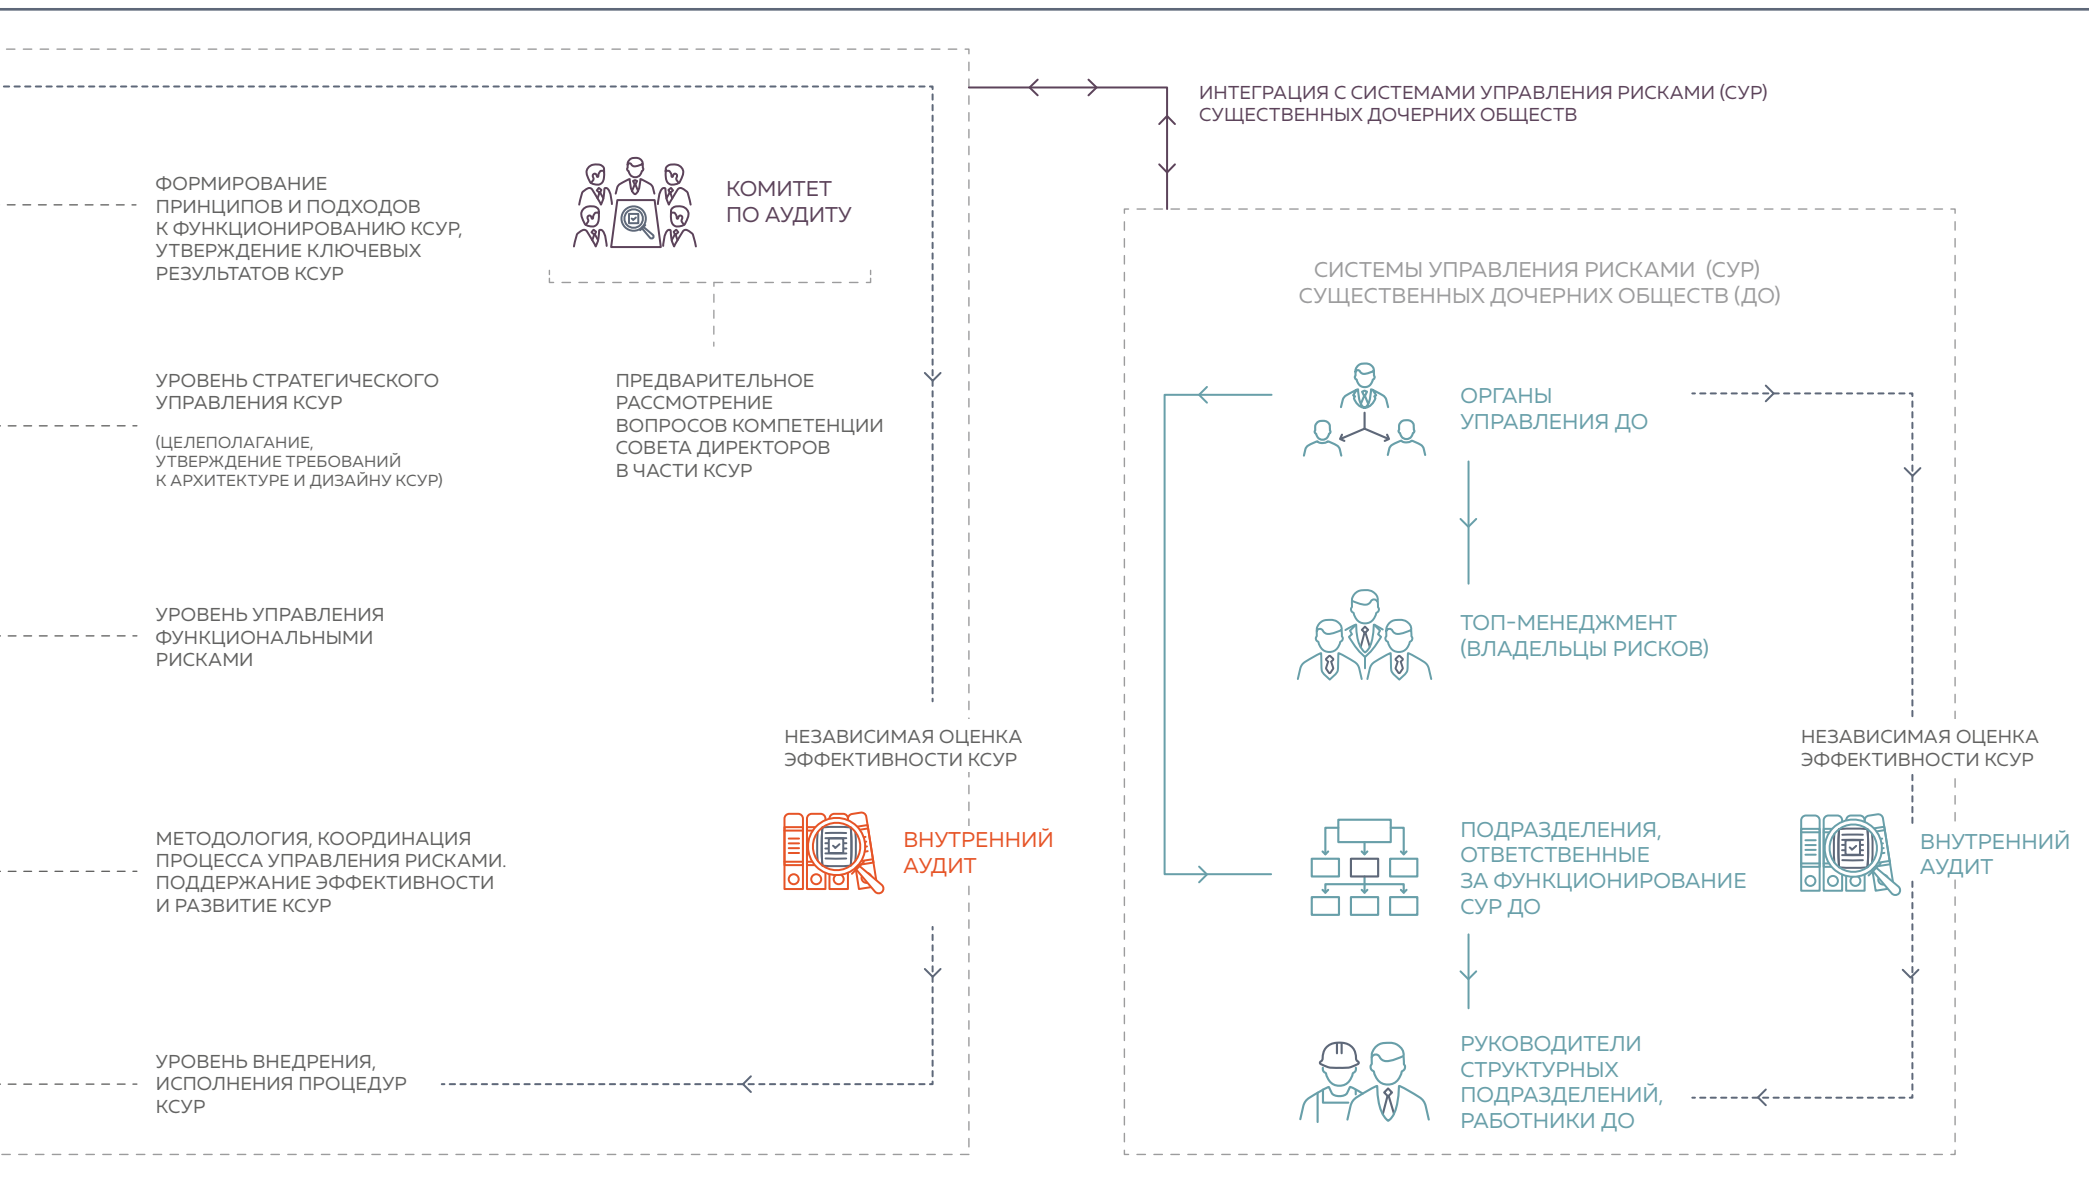 ИНТЕГРАЦИЯ С СИСТЕМАМИ УПРАВЛЕНИЯ РИСКАМИ (СУР)
СУЩЕСТВЕННЫХ ДОЧЕРНИХ ОБЩЕСТВ
ФОРМИРОВАНИЕ
ПРИНЦИПОВ И ПОДХОДОВ
К ФУНКЦИОНИРОВАНИЮ КСУР,
УТВЕРЖДЕНИЕ КЛЮЧЕВЫХ
РЕЗУЛЬТАТОВ КСУР
КОМИТЕТ
ПО АУДИТУ
УРОВЕНЬ СТРАТЕГИЧЕСКОГО
УПРАВЛЕНИЯ КСУР
(ЦЕЛЕПОЛАГАНИЕ,
УТВЕРЖДЕНИЕ ТРЕБОВАНИЙ
К АРХИТЕКТУРЕ И ДИЗАЙНУ КСУР)
ПРЕДВАРИТЕЛЬНОЕ
РАССМОТРЕНИЕ
ВОПРОСОВ КОМПЕТЕНЦИИ
СОВЕТА ДИРЕКТОРОВ
В ЧАСТИ КСУР
УРОВЕНЬ УПРАВЛЕНИЯ
ФУНКЦИОНАЛЬНЫМИ
РИСКАМИ
НЕЗАВИСИМАЯ ОЦЕНКА
ЭФФЕКТИВНОСТИ КСУР
ВНУТРЕННИЙ
АУДИТ
МЕТОДОЛОГИЯ, КООРДИНАЦИЯ
ПРОЦЕССА УПРАВЛЕНИЯ РИСКАМИ.
ПОДДЕРЖАНИЕ ЭФФЕКТИВНОСТИ
И РАЗВИТИЕ КСУР
УРОВЕНЬ ВНЕДРЕНИЯ,
ИСПОЛНЕНИЯ ПРОЦЕДУР
КСУР
СИСТЕМЫ УПРАВЛЕНИЯ РИСКАМИ (СУР)
СУЩЕСТВЕННЫХ ДОЧЕРНИХ ОБЩЕСТВ (ДО)
ОРГАНЫ
УПРАВЛЕНИЯ ДО
ТОП-МЕНЕДЖМЕНТ
(ВЛАДЕЛЬЦЫ РИСКОВ)
НЕЗАВИСИМАЯ ОЦЕНКА
ЭФФЕКТИВНОСТИ КСУР
ПОДРАЗДЕЛЕНИЯ,
ОТВЕТСТВЕННЫЕ
ЗА ФУНКЦИОНИРОВАНИЕ
СУР ДО
ВНУТРЕННИЙ
АУДИТ
РУКОВОДИТЕЛИ
СТРУКТУРНЫХ
ПОДРАЗДЕЛЕНИЙ,
РАБОТНИКИ ДО